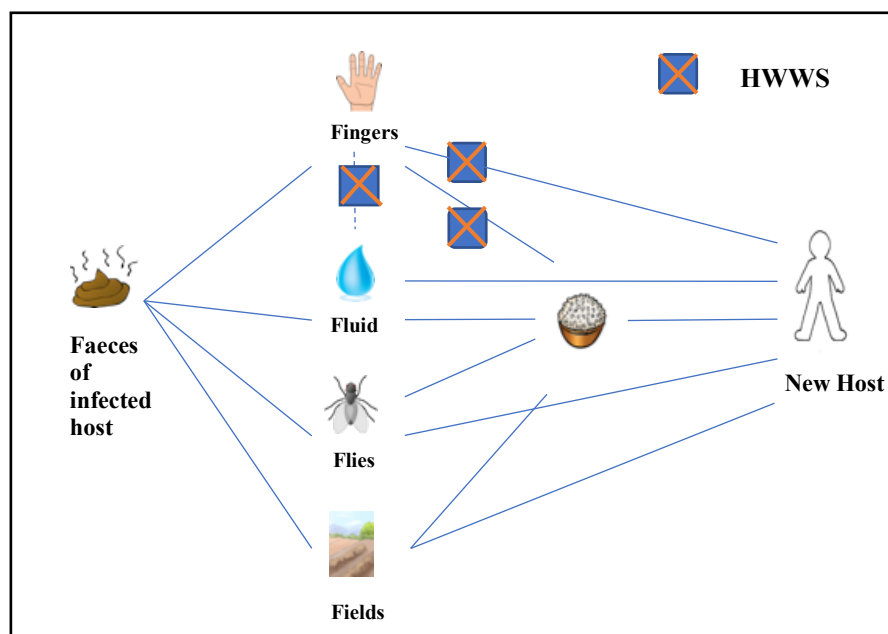 HWWS
Fingers
Fluid
Faeces
of
infected
host
New Host
Flies
Fields